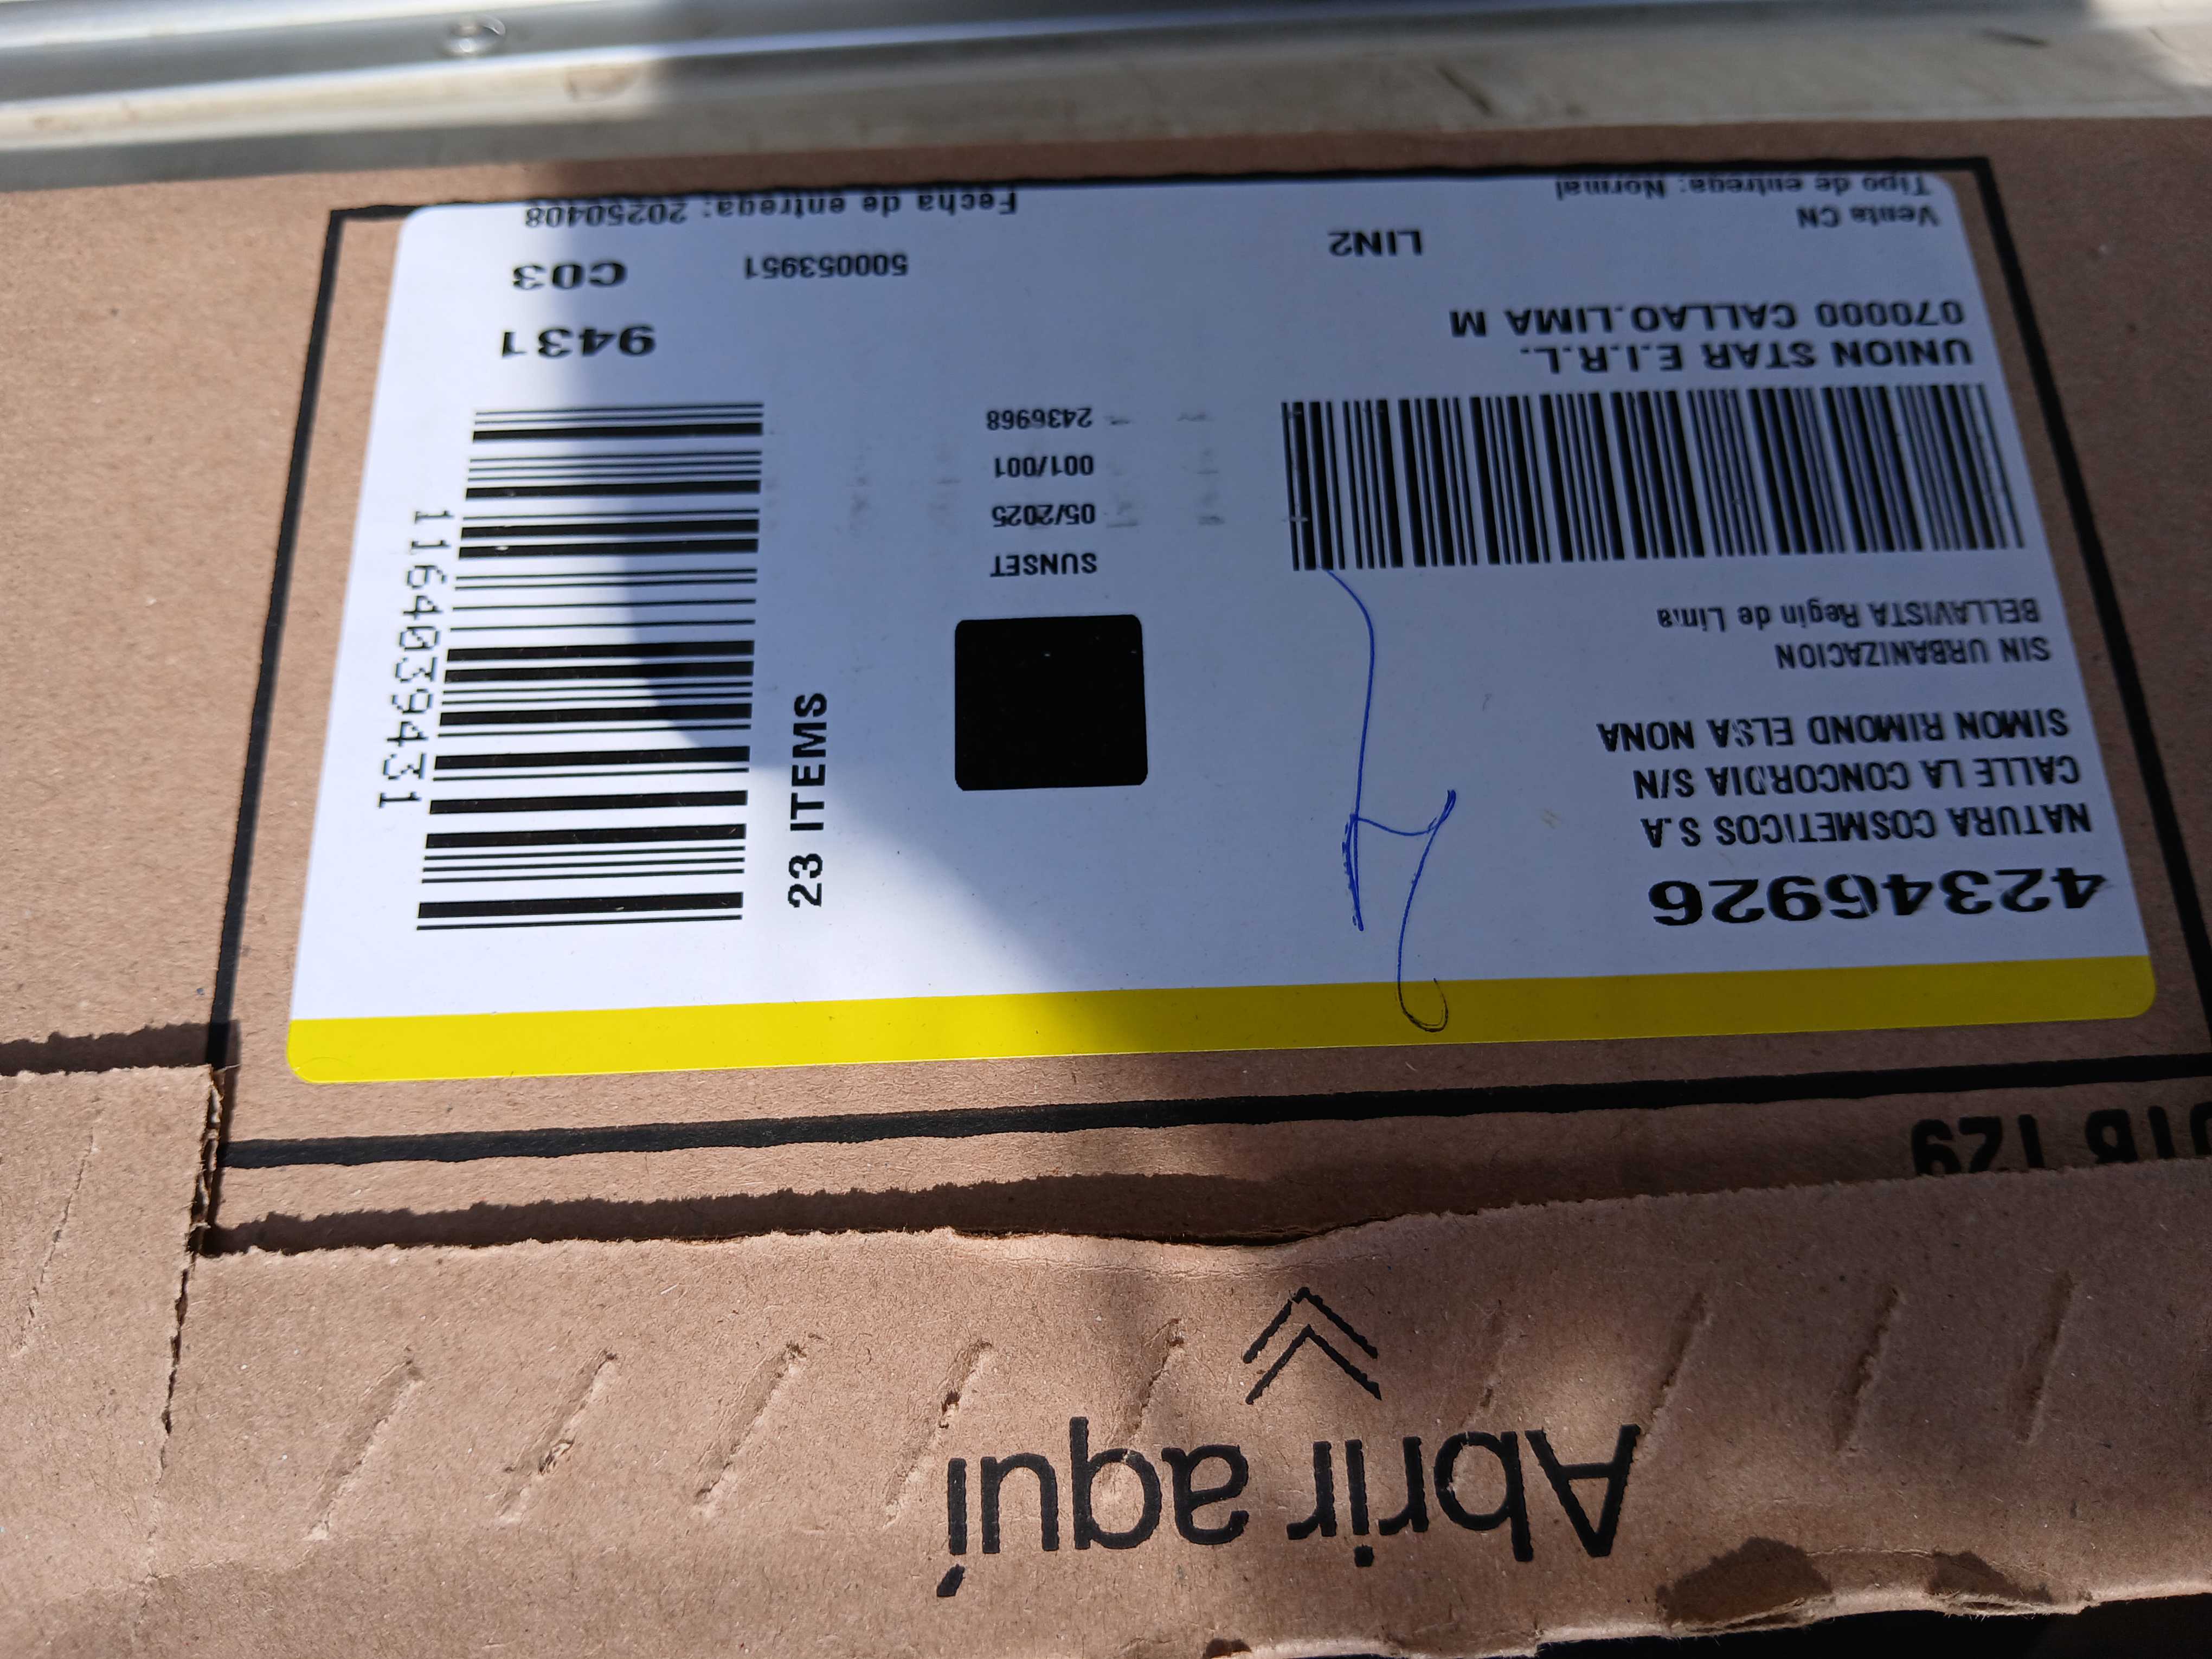 Abrir aquí
42346926
NATURA COSMETICOS S.A
CALLE LA CONCORDIA S/N
SIMON RIMOND ELSA NONA
SIN URBANIZACION
BELLAVISTA Regin de Lima
UNION STAR E.I.R.L.
070000 CALLAO.LIMA M
LIN2
Venta CN
Tipo de entrega: Normal
SUNSET
05/2025
001/001
2436968
23 ITEMS
1164039431
9431
500053951
C03
Fecha de entrega: 20250408